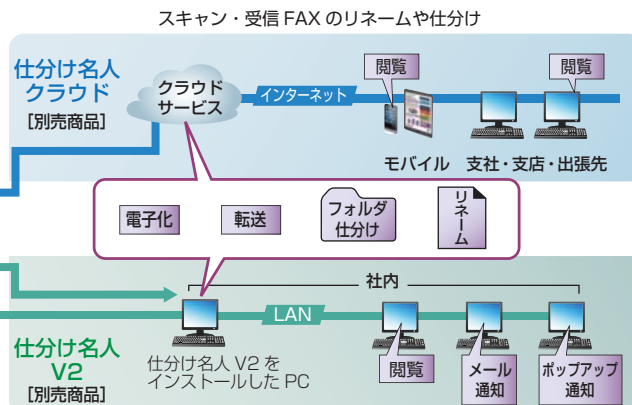 スキャン・受信 FAX のリネームや仕分け
仕分け名人
クラウド
[別売商品]
クラウド
サービス
インターネット
閲覧
閲覧
モバイル
支社・支店・出張先
電子化
転送
フォルダ
仕分け
リネーム
社内
LAN
仕分け名人
V2
[別売商品]
仕分け名人 V2 を
インストールした PC
閲覧
メール
通知
ポップアップ
通知